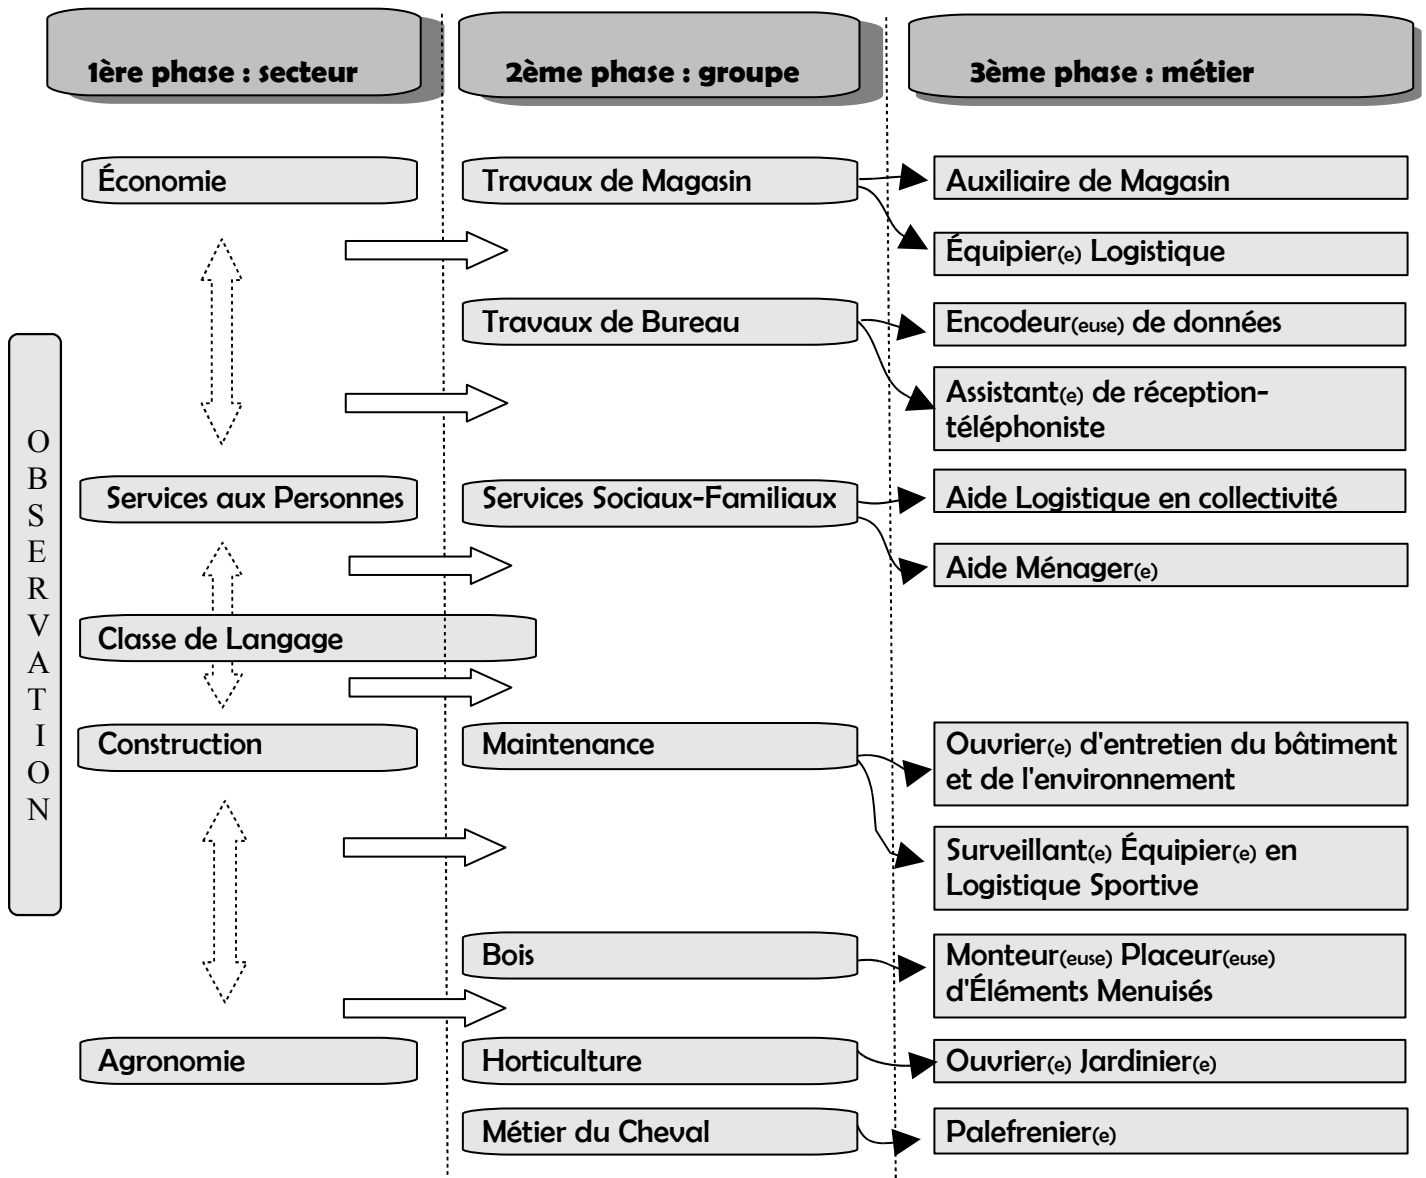 1ère phase : secteur
2ème phase : groupe
3ème phase : métier
OBSERVATION
Économie
Services aux Personnes
Classe de Langage
Construction
Agronomie
Travaux de Magasin
Travaux de Bureau
Services Sociaux-Familiaux
Maintenance
Bois
Horticulture
Métier du Cheval
Auxiliaire de Magasin
Équipier(e) Logistique
Encodeur(euse) de données
Assistant(e) de réception-
téléphoniste
Aide Logistique en collectivité
Aide Ménager(e)
Ouvrier(e) d'entretien du bâtiment
et de l'environnement
Surveillant(e) Équipier(e) en
Logistique Sportive
Monteur(euse) Placeur(euse)
d'Éléments Menuisés
Ouvrier(e) Jardinier(e)
Palefrenier(e)